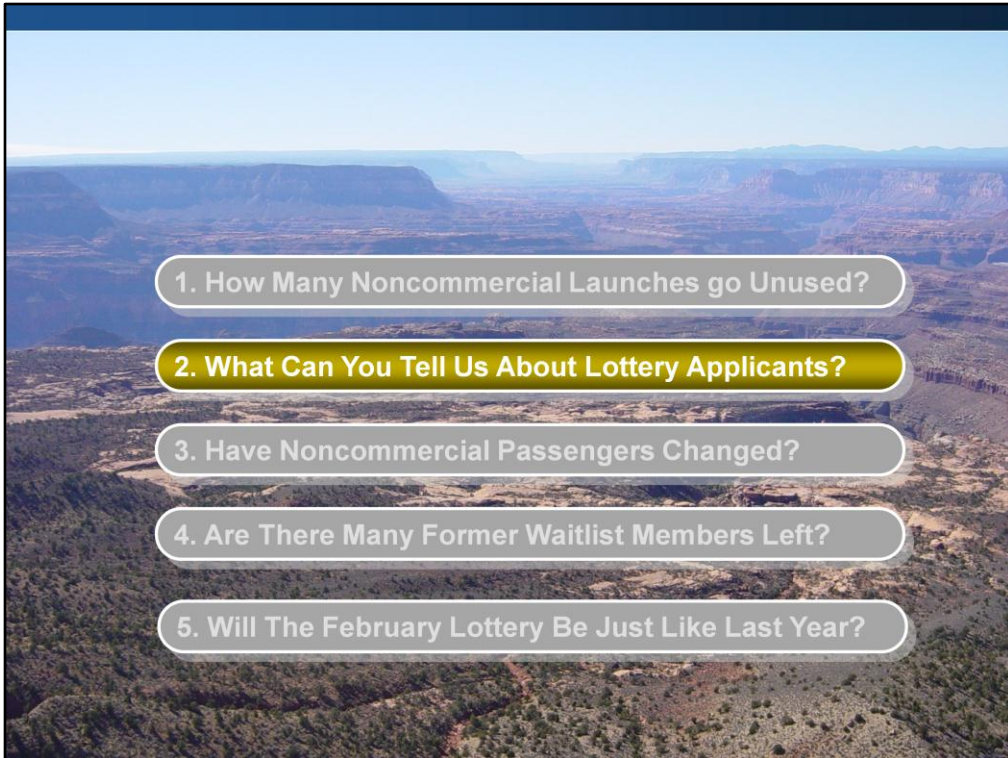 1. How Many Noncommercial Launches go Unused?
2. What Can You Tell Us About Lottery Applicants?
3. Have Noncommercial Passengers Changed?
4. Are There Many Former Waitlist Members Left?
5. Will The February Lottery Be Just Like Last Year?